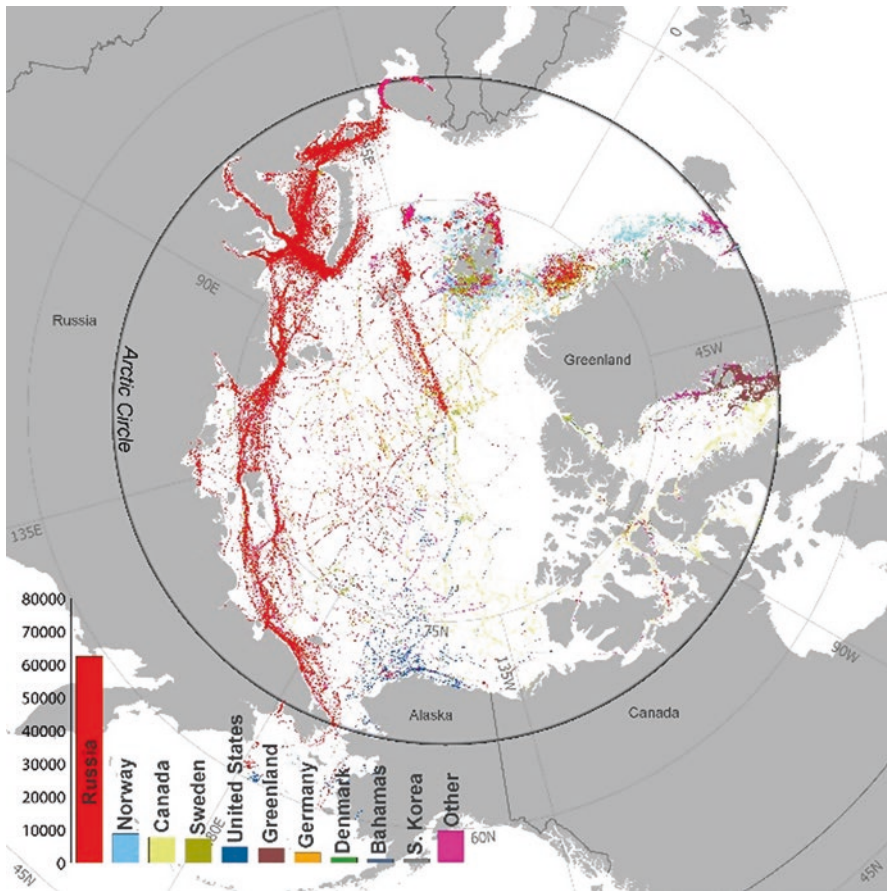 0
45E
90E
Russia
Arctic Circle
Greenland
45W
135E
80000
70000
60000
50000
40000
30000
20000
10000
0
75N
135W
90W
Alaska
Canada
Russia
Norway
Canada
Sweden
United States
Greenland
Germany
Denmark
Bahamas
S. Korea
Other
60N
45N
45N